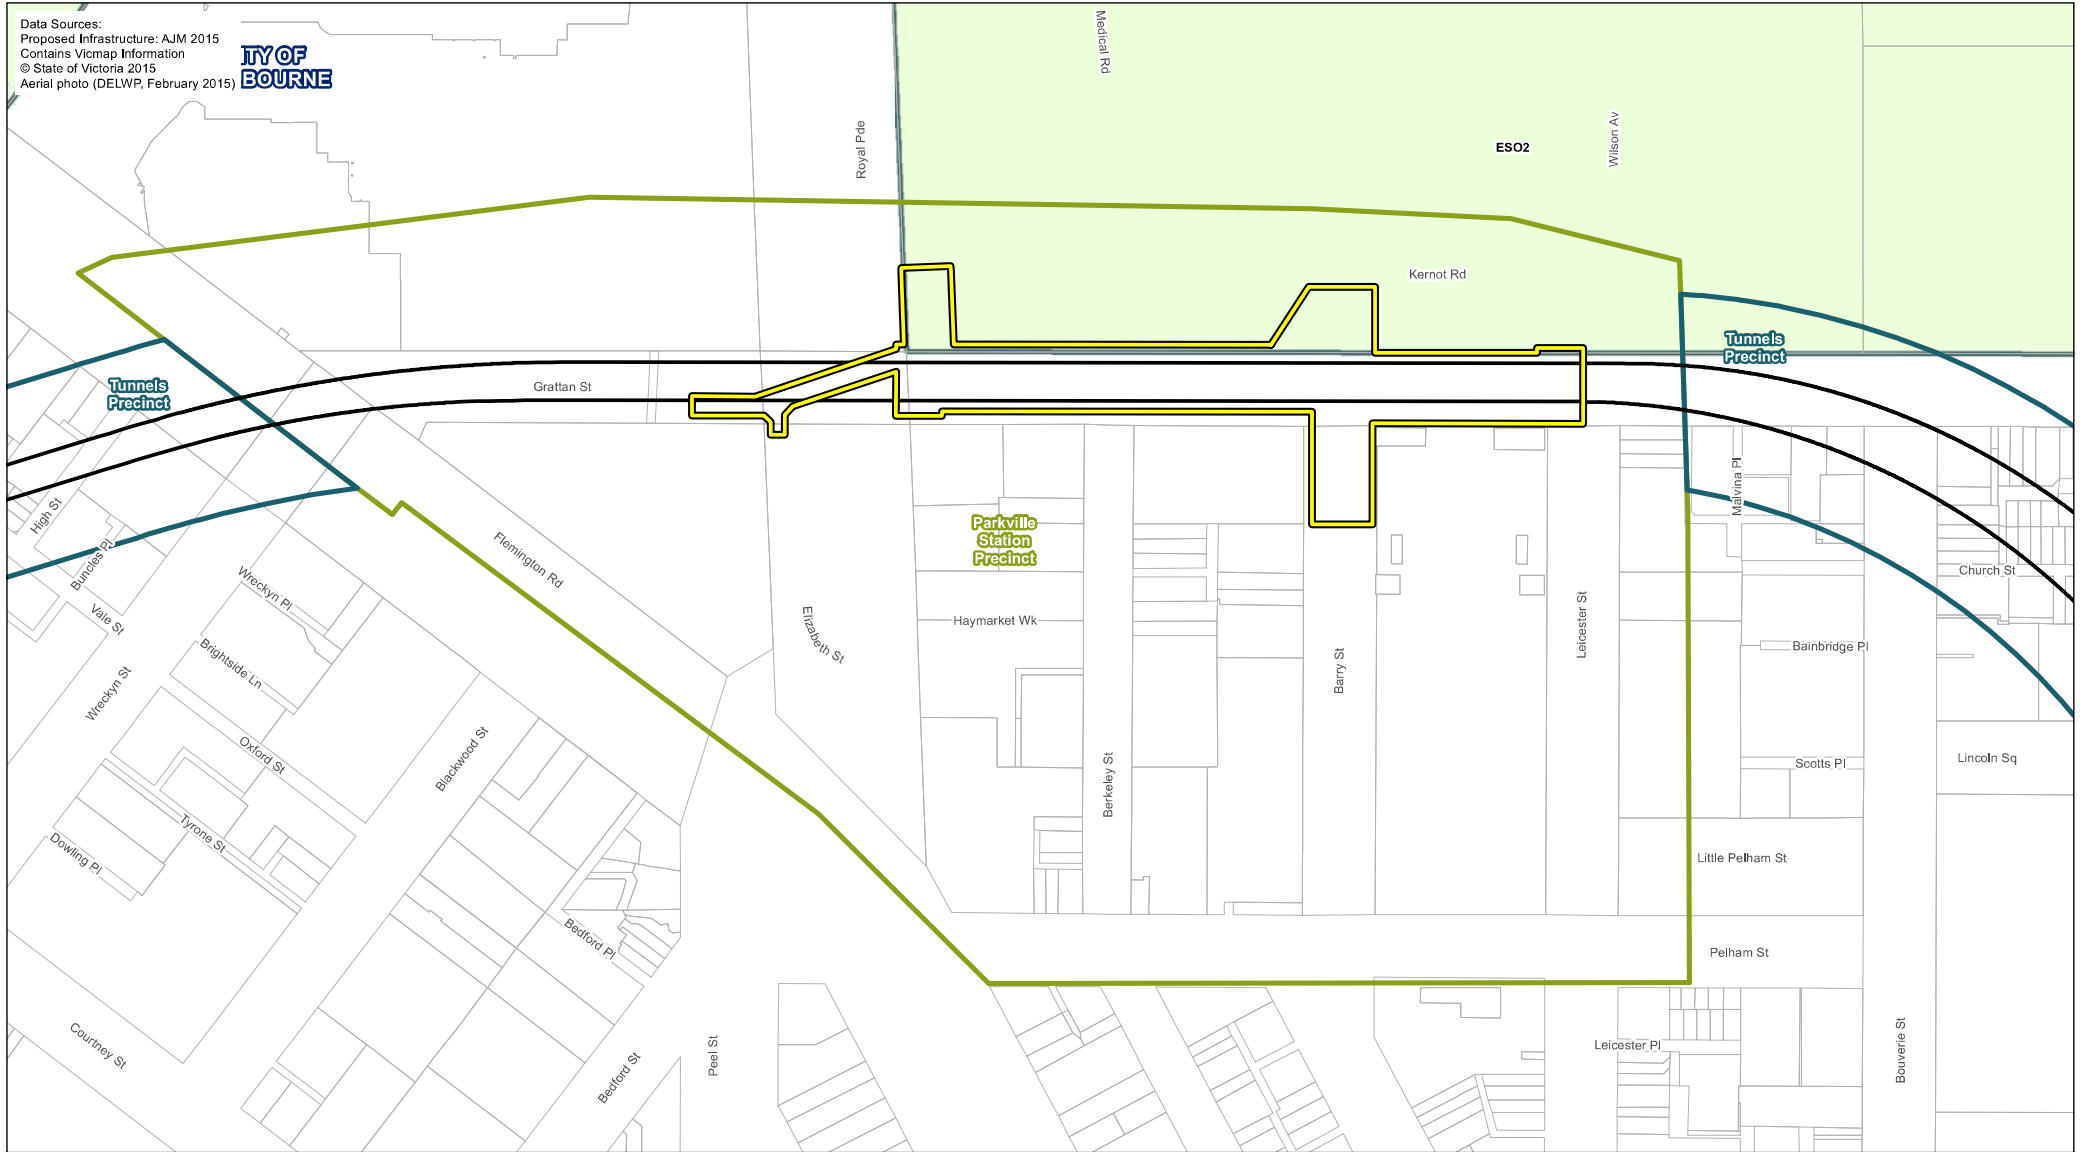 Data Sources:
Proposed Infrastructure: AJM 2015
Contains Vicmap Information
© State of Victoria 2015
Aerial photo (DELWP, February 2015)
ITY OF
BOURNE
Medical Rd
Royal Pde
ESO2
Wilson Av
Kernot Rd
Tunnels
Precinct
Tunnels
Precinct
Grattan St
High St
Buncles Pl
Vale St
Wreckyn Pl
Flemington Rd
Parkville
Station
Precinct
Malvina Pl
Church St
Haymarket Wk
Elizabeth St
Leicester St
Barry St
Bainbridge Pl
Brightside Ln
Wreckyn St
Oxford St
Blackwood St
Berkeley St
Scotts Pl
Lincoln Sq
Tyrone St
Dowling Pl
Little Pelham St
Bedford Pl
Pelham St
Courtney St
Bedford St
Peel St
Leicester Pl
Bouverie St